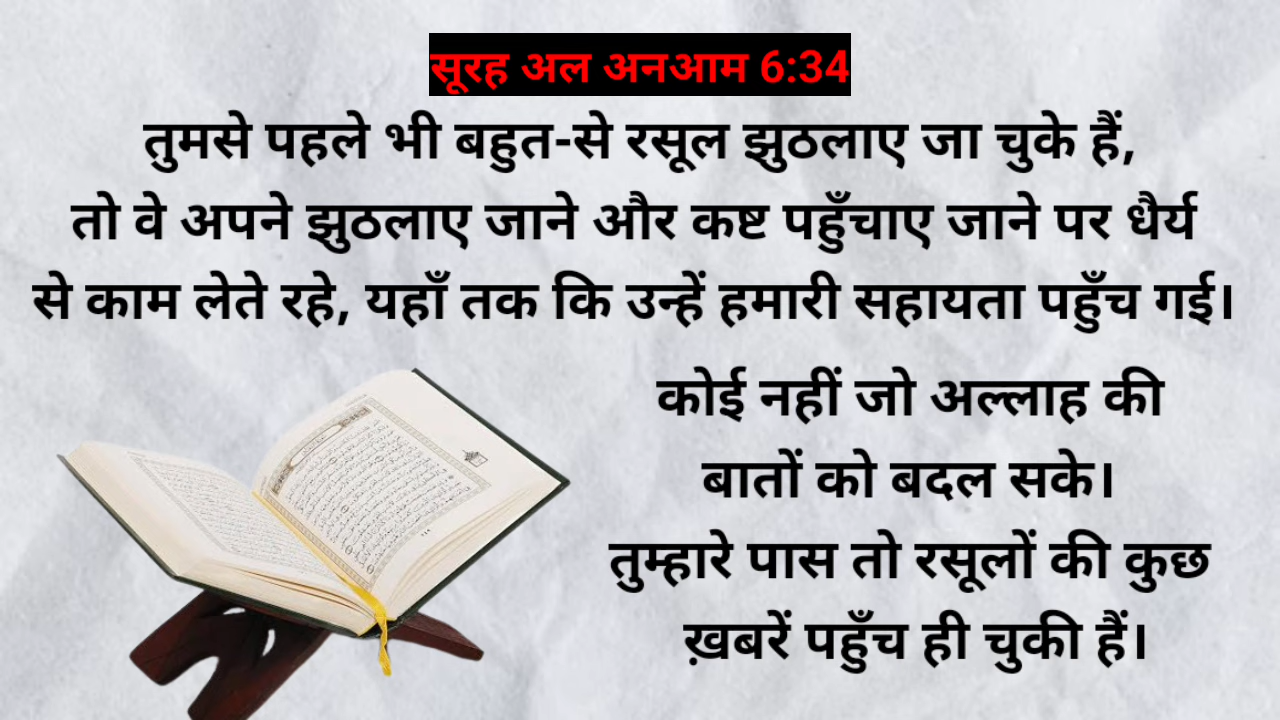 सूरह अल अनआम 6:34
तुमसे पहले भी बहुत-से रसूल झुठलाए जा चुके हैं,
तो वे अपने झुठलाए जाने और कष्ट पहुँचाए जाने पर धैर्य
से काम लेते रहे, यहाँ तक कि उन्हें हमारी सहायता पहुँच गई।
कोई नहीं जो अल्लाह की
बातों को बदल सके।
तुम्हारे पास तो रसूलों की कुछ
ख़बरें पहुँच ही चुकी हैं।